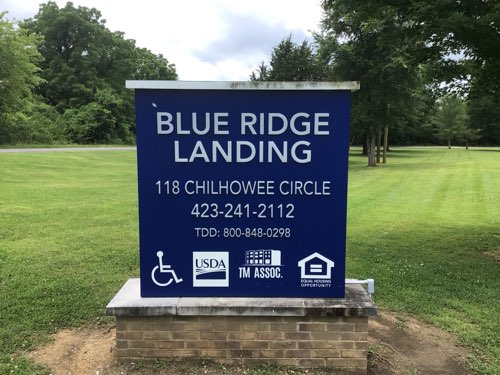 BLUE RIDGE
LANDING
118 CHILHOWEE CIRCLE
423-241-2112
TDD: 800-848-0298
USDA
TM ASSOC.
EQUAL HOUSING
OPPORTUNITY